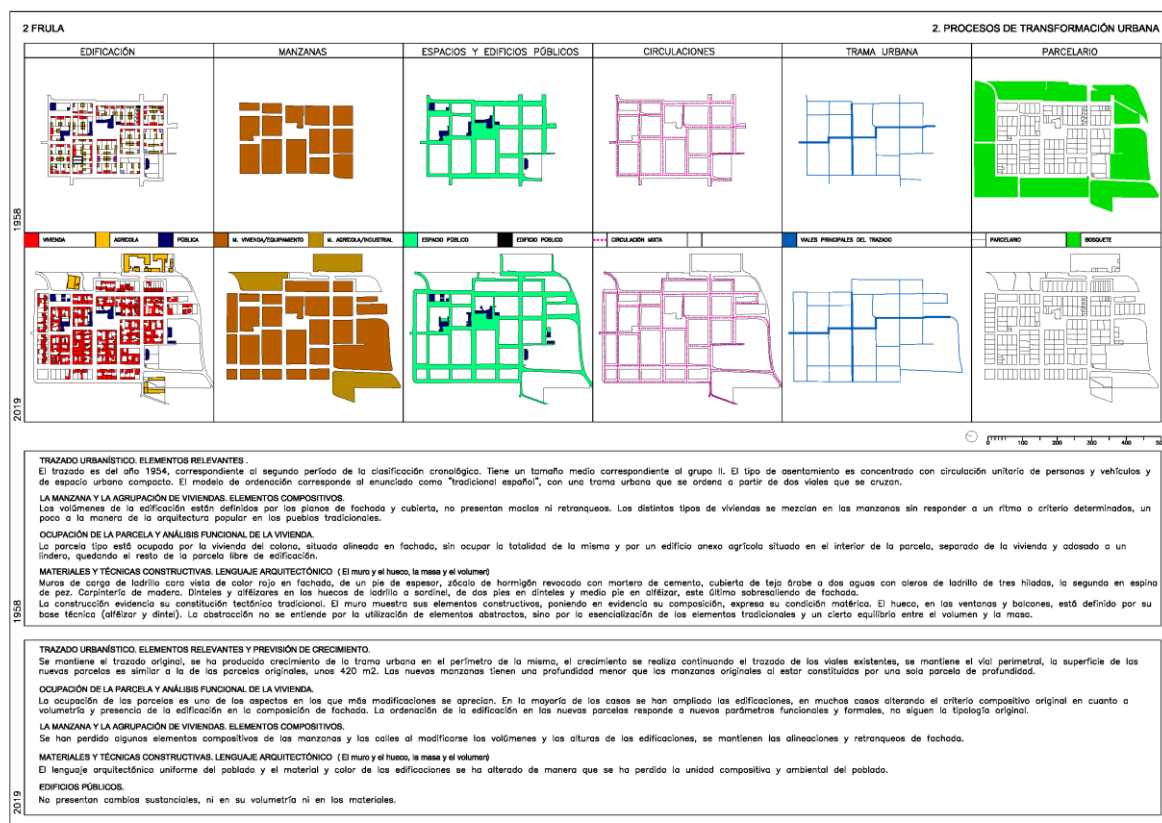 2 FRULA
2. PROCESOS DE TRANSFORMACIÓN URBANA
EDIFICACIÓN
MANZANAS
ESPACIOS Y EDIFICIOS PÚBLICOS
CIRCULACIONES
TRAMA URBANA
PARCELARIO
1958
VIVIENDA
AGRÍCOLA
PÚBLICA
M. VIVIENDA/EQUIPAMIENTO
M. AGRÍCOLA/INDUSTRIAL
ESPACIO PÚBLICO
EDIFICIO PÚBLICO
CIRCULACIÓN MIXTA
VIALES PRINCIPALES DEL TRAZADO
PARCELARIO
BOSQUETE
2019
0 100 200 300 400 500
1958
TRAZADO URBANÍSTICO. ELEMENTOS RELEVANTES .
El trazado es del año 1954, correspondiente al segundo período de la clasificación cronológica. Tiene un tamaño medio correspondiente al grupo II. El tipo de asentamiento es concentrado con circulación unitaria de personas y vehículos y
de espacio urbano compacto. El modelo de ordenación corresponde al enunciado como "tradicional español", con una trama urbana que se ordena a partir de dos viales que se cruzan.
LA MANZANA Y LA AGRUPACIÓN DE VIVIENDAS. ELEMENTOS COMPOSITIVOS.
Los volúmenes de la edificación están definidos por los planos de fachada y cubierta, no presentan maclas ni retranqueos. Los distintos tipos de viviendas se mezclan en las manzanas sin responder a un ritmo o criterio determinados, un
poco a la manera de la arquitectura popular en los pueblos tradicionales.
OCUPACIÓN DE LA PARCELA Y ANÁLISIS FUNCIONAL DE LA VIVIENDA.
La parcela tipo está ocupada por la vivienda del colono, situada alineada en fachada, sin ocupar la totalidad de la misma y por un edificio anexo agrícola situado en el interior de la parcela, separada de la vivienda y adosado a un
lindero, quedando el resto de la parcela libre de edificación.
MATERIALES Y TÉCNICAS CONSTRUCTIVAS. LENGUAJE ARQUITECTÓNICO ( El muro y el hueco, la masa y el volumen)
Muros de carga de ladrillo cara vista de color rojo en fachada, de un pie de espesor, zócalo de hormigón revocado con mortero de cemento, cubierta de teja árabe a dos aguas con aleros de ladrillo de tres hiladas, la segunda en espina
de pez. Carpintería de madera. Dinteles y alféizares en los huecos de ladrillo a sardinel, de dos pies en dinteles y medio pie en alféizar, este último sobresaliendo de fachada.
La construcción evidencia su constitución tectónica tradicional. El muro muestra sus elementos constructivos, poniendo en evidencia su composición, expresa su condición matérica. El hueco, en las ventanas y balcones, está definido por su
base técnica (alféizar y dintel). La abstracción no se entiende por la utilización de elementos abstractos, sino por la esencialización de los elementos tradicionales y un cierto equilibrio entre el volumen y la masa.
2019
TRAZADO URBANÍSTICO. ELEMENTOS RELEVANTES Y PREVISIÓN DE CRECIMIENTO.
Se mantiene el trazado original, se ha producido crecimiento de la trama urbana en el perímetro de la misma, el crecimiento se realiza continuando el trazado de los viales existentes, se mantiene el vial perimetral, la superficie de las
nuevas parcelas es similar a la de las parcelas originales, unos 420 m2. Las nuevas manzanas tienen una profundidad menor que las manzanas originales al estar constituidas por una sola parcela de profundidad.
OCUPACIÓN DE LA PARCELA Y ANÁLISIS FUNCIONAL DE LA VIVIENDA.
La ocupación de las parcelas es uno de los aspectos en los que más modificaciones se aprecian. En la mayoría de los casos se han ampliado las edificaciones, en muchos casos alterando el criterio compositivo original en cuanto a
volumetría y presencia de la edificación en la composición de fachada. La ordenación de la edificación en las nuevas parcelas responde a nuevos parámetros funcionales y formales, no siguen la tipología original.
LA MANZANA Y LA AGRUPACIÓN DE VIVIENDAS. ELEMENTOS COMPOSITIVOS.
Se han perdido algunos elementos compositivos de las manzanas y las calles al modificarse los volúmenes y las alturas de las edificaciones, se mantienen las alineaciones y retranqueos de fachada.
MATERIALES Y TÉCNICAS CONSTRUCTIVAS. LENGUAJE ARQUITECTÓNICO ( El muro y el hueco, la masa y el volumen)
El lenguaje arquitectónico uniforme del poblado y el material y color de las edificaciones se ha alterado de manera que se ha perdido la unidad compositiva y ambiental del poblado.
EDIFICIOS PÚBLICOS.
No presentan cambios sustanciales, ni en su volumetría ni en los materiales.